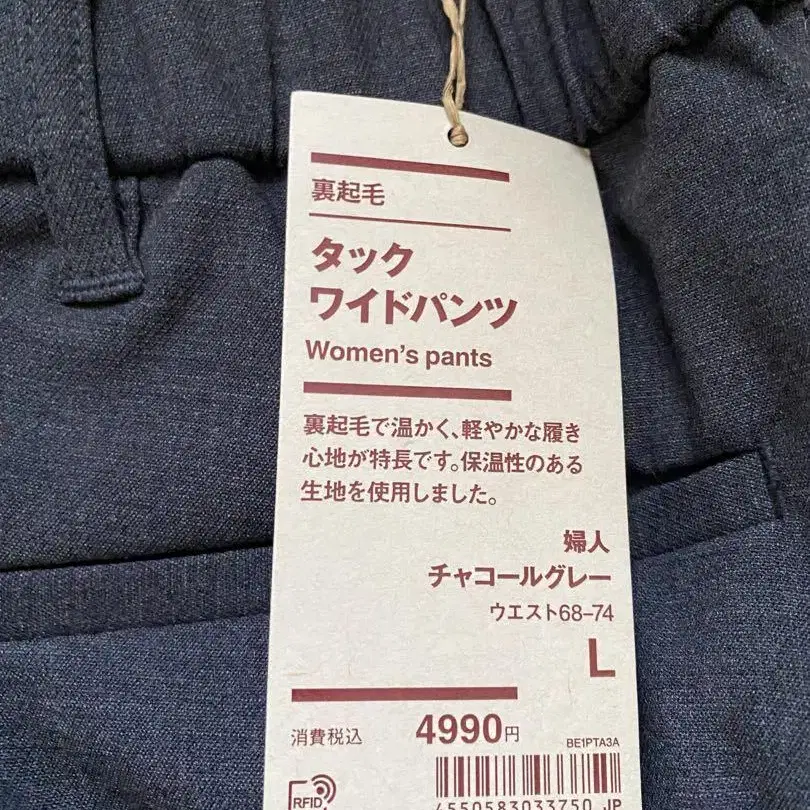 裏起毛
タック
ワイドパンツ
Women's pants
裏起毛で温かく、軽やかな履き
心地が特長です。保温性のある
生地を使用しました。
婦人
チャコールグレー
ウエスト68–74
L
消費税込 4990円
BE1PTA3A
RFID
4550583033750 JP